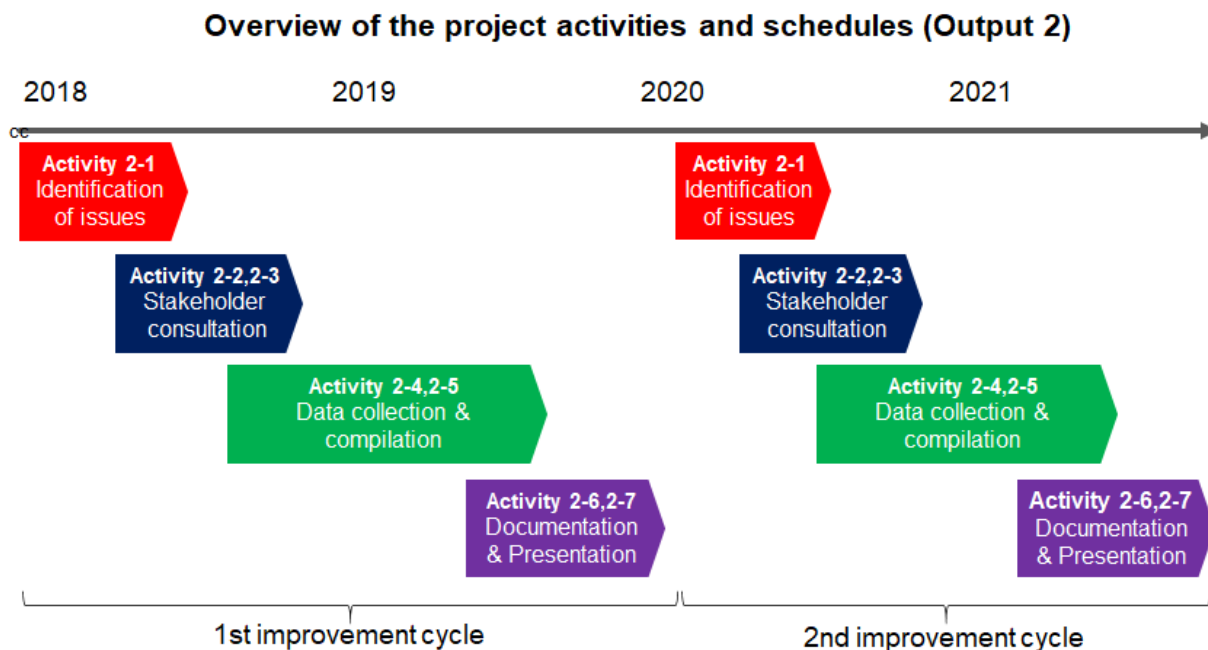 Overview of the project activities and schedules (Output 2)
2018 2019 2020 2021
cc
Activity 2-1
Identification
of issues
Activity 2-1
Identification
of issues
Activity 2-2,2-3
Stakeholder
consultation
Activity 2-2,2-3
Stakeholder
consultation
Activity 2-4,2-5
Data collection &
compilation
Activity 2-4,2-5
Data collection &
compilation
Activity 2-6,2-7
Documentation
& Presentation
Activity 2-6,2-7
Documentation
& Presentation
1st improvement cycle
2nd improvement cycle